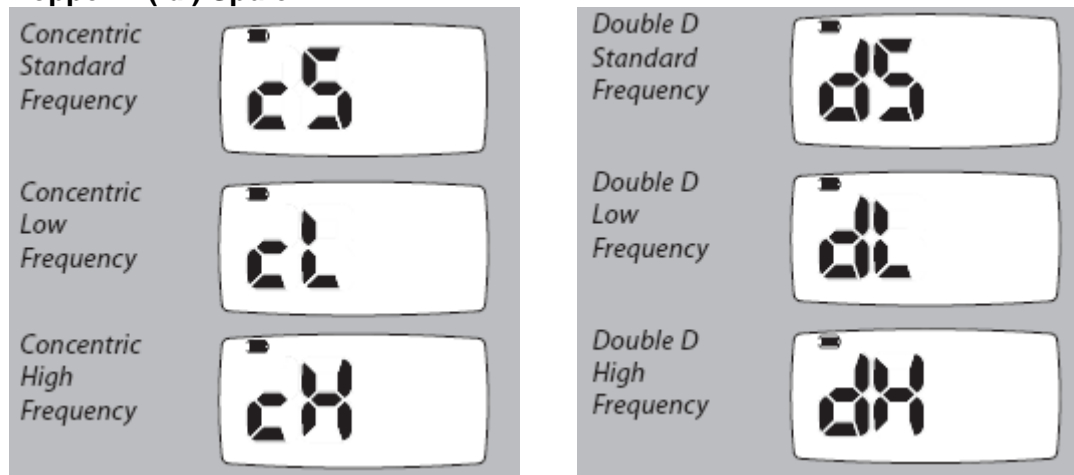 Concentric
Standard
Frequency
cS
Concentric
Low
Frequency
cL
Concentric
High
Frequency
cH
Double D
Standard
Frequency
dS
Double D
Low
Frequency
dL
Double D
High
Frequency
dH